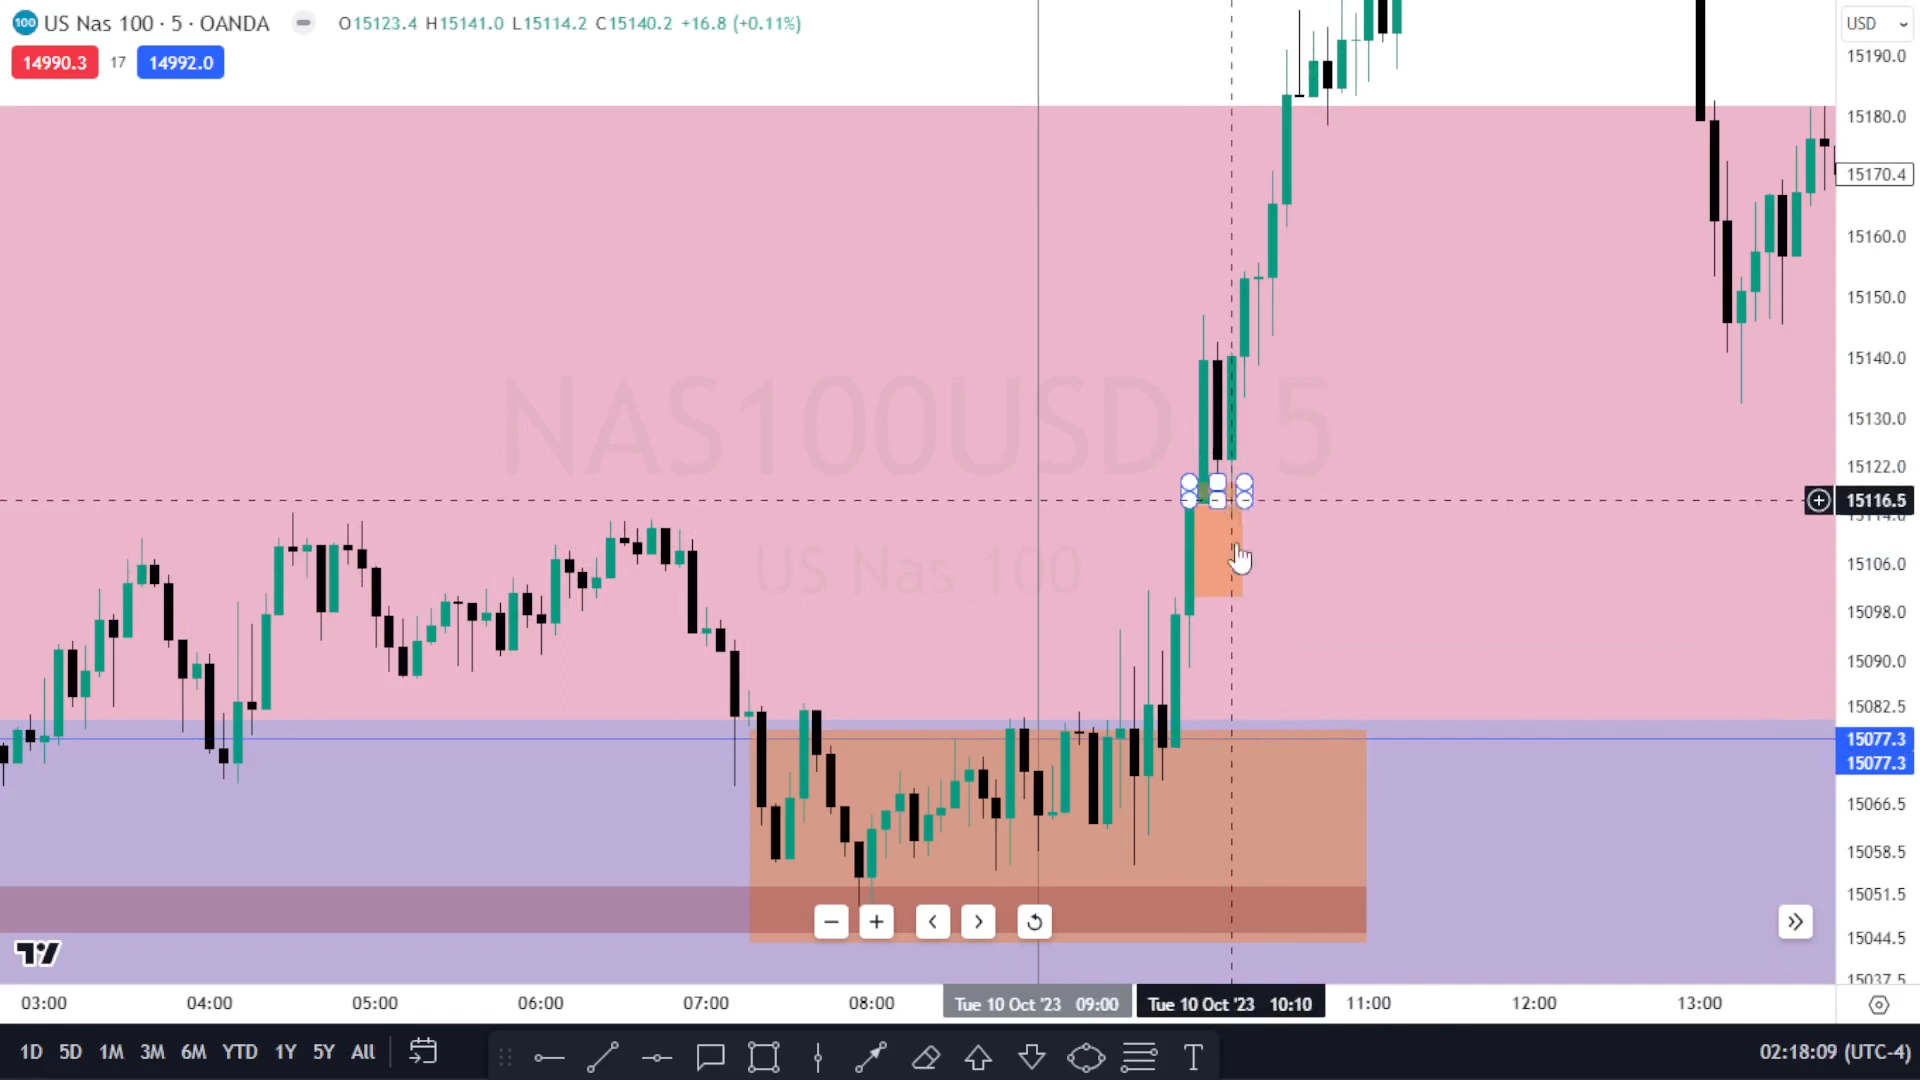 100 US Nas 100 · 5 · OANDA O15123.4 H15141.0 L15114.2 C15140.2 +16.8 (+0.11%)
14990.3 17 14992.0
USD
15190.0
15180.0
15170.4
15160.0
15150.0
15140.0
15130.0
15122.0
15116.5
15106.0
15098.0
15090.0
15082.5
15077.3
15077.3
15066.5
15058.5
15051.5
15044.5
15037.5
NAS100USD 5
US Nas 100
03:00 04:00 05:00 06:00 07:00 08:00 Tue 10 Oct '23 09:00 Tue 10 Oct '23 10:10 11:00 12:00 13:00
1D 5D 1M 3M 6M YTD 1Y 5Y All 02:18:09 (UTC-4)